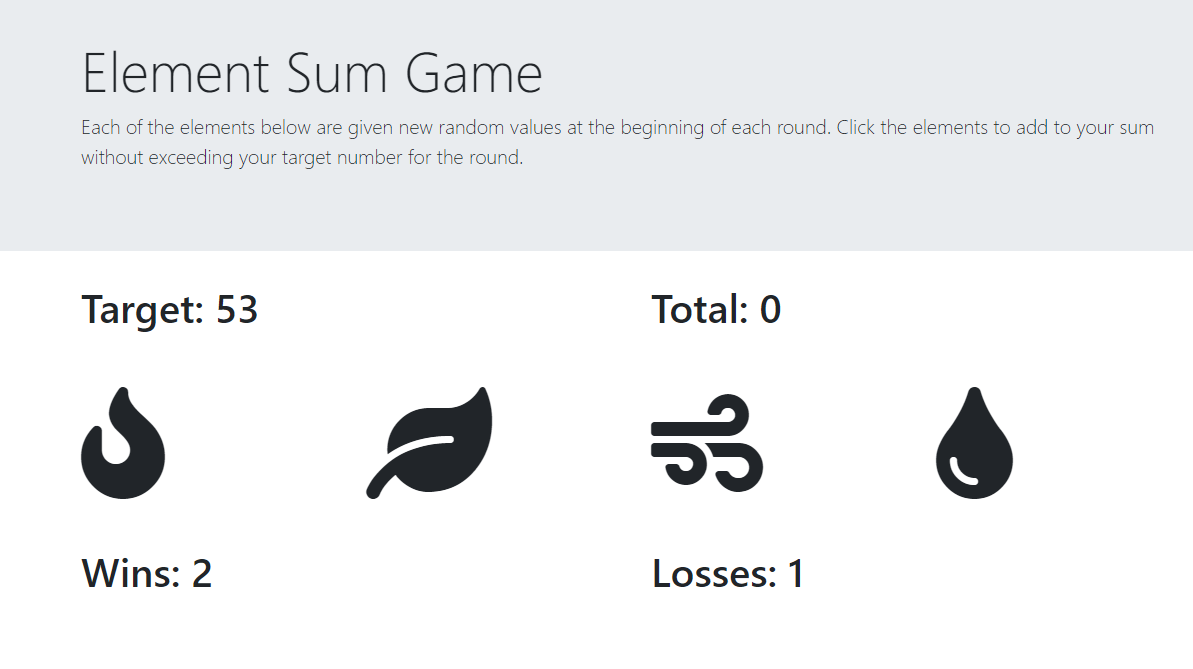 Element Sum Game
Each of the elements below are given new random values at the beginning of each round. Click the elements to add to your sum
without exceeding your target number for the round.
Target: 53
Total: 0
Wins: 2
Losses: 1